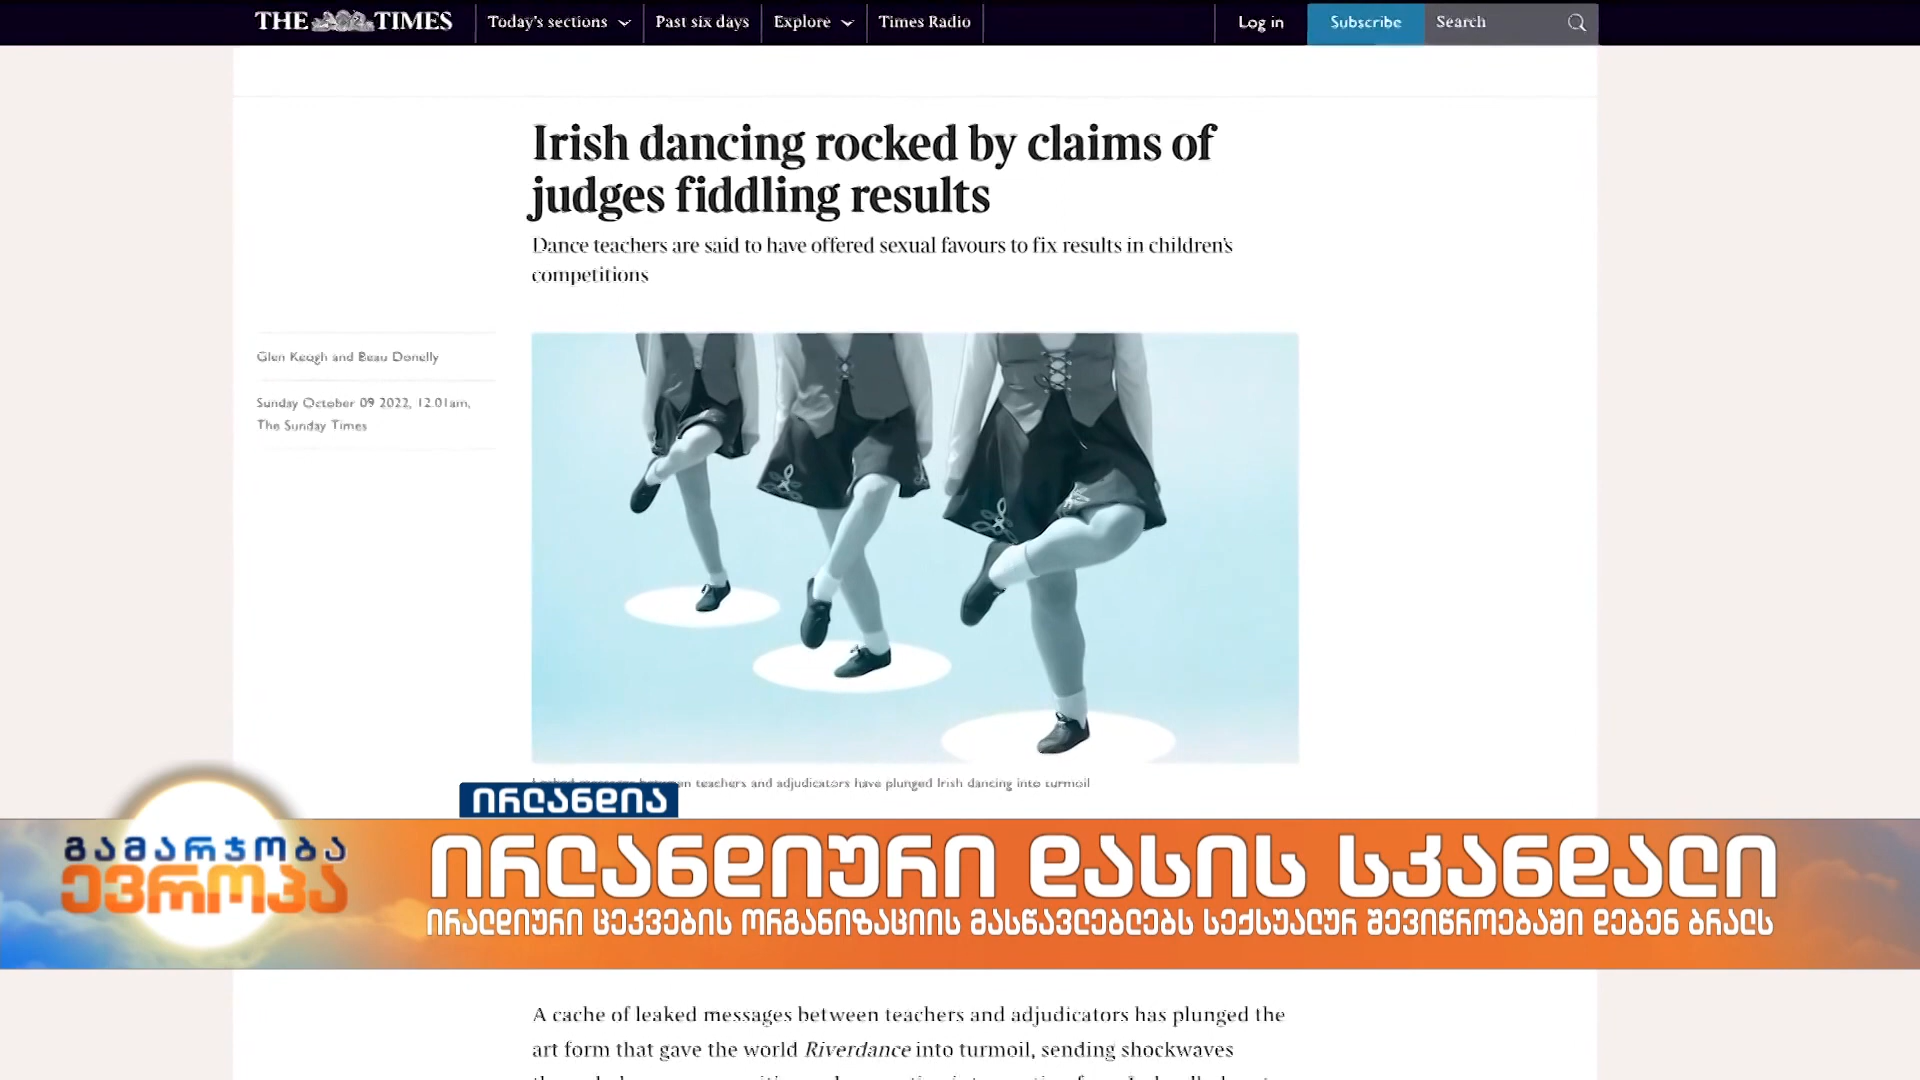 THE TIMES
Today's sections
Past six days
Explore
Times Radio
Log in
Subscribe
Search
Irish dancing rocked by claims of
judges fiddling results
Dance teachers are said to have offered sexual favours to fix results in children's
competitions
Glen Keogh and Beau Donelly
Sunday October 09 2022, 12.01am,
The Sunday Times
teachers and adjudicators have plunged Irish dancing into turmoil
ირლანდია
გამარჯობა
ევროპა
ირლანდიური დასის სკანდალი
ირალდიური ცეკვების ორგანიზაციის მასწავლებლებს სექსუალურ შევიწროებაში დებენ ბრალს
A cache of leaked messages between teachers and adjudicators has plunged the
art form that gave the world Riverdance into turmoil, sending shockwaves